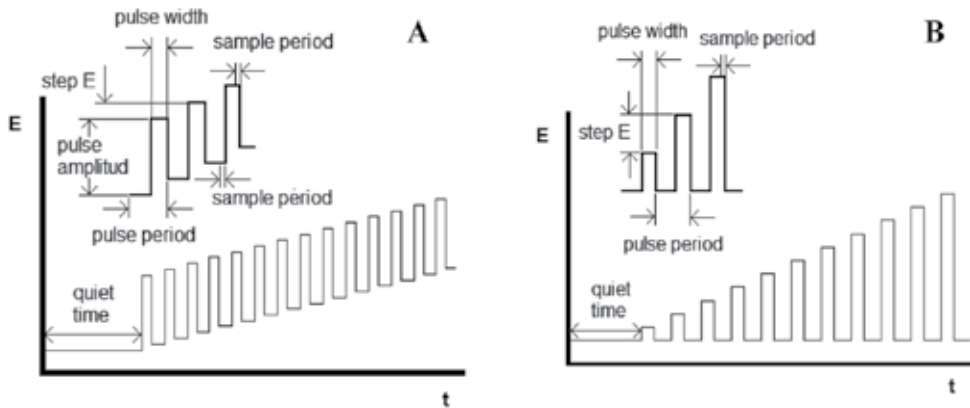 pulse width
A
sample period
step E
E
pulse
amplitud
sample period
pulse period
quiet
time
t
B
pulse width
sample period
E
step E
pulse period
quiet
time
t